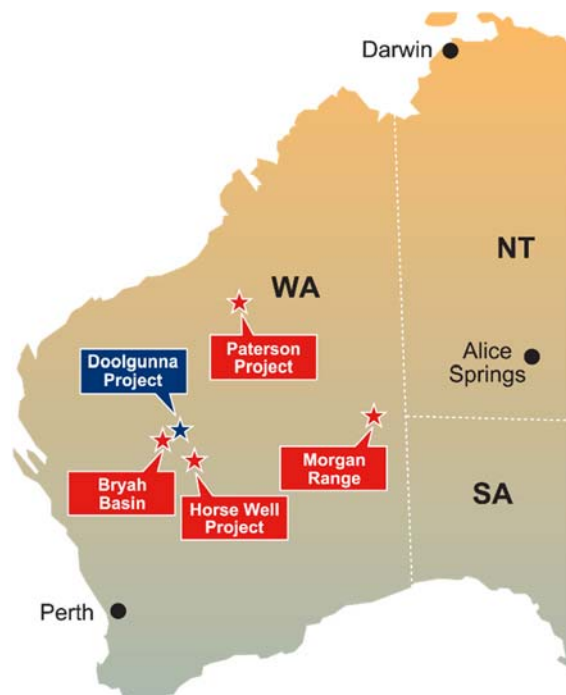 Darwin
NT
WA
Paterson
Project
Doolgunna
Project
Alice
Springs
Morgan
Range
Bryah
Basin
Horse Well
Project
SA
Perth